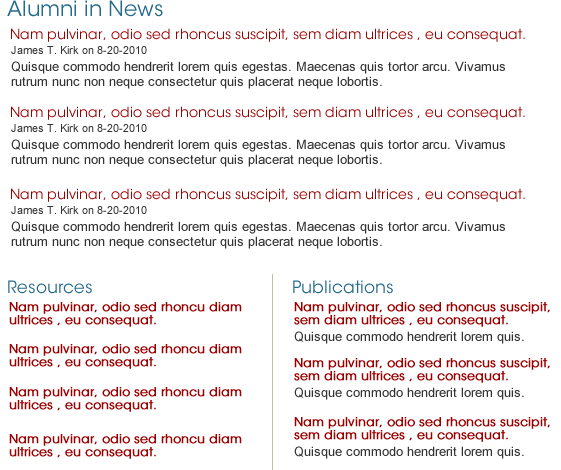 Alumni in News
Nam pulvinar, odio sed rhoncus suscipit, sem diam ultrices , eu consequat.
James T. Kirk on 8-20-2010
Quisque commodo hendrerit lorem quis egestas. Maecenas quis tortor arcu. Vivamus
rutrum nunc non neque consectetur quis placerat neque lobortis.
Nam pulvinar, odio sed rhoncus suscipit, sem diam ultrices , eu consequat.
James T. Kirk on 8-20-2010
Quisque commodo hendrerit lorem quis egestas. Maecenas quis tortor arcu. Vivamus
rutrum nunc non neque consectetur quis placerat neque lobortis.
Nam pulvinar, odio sed rhoncus suscipit, sem diam ultrices , eu consequat.
James T. Kirk on 8-20-2010
Quisque commodo hendrerit lorem quis egestas. Maecenas quis tortor arcu. Vivamus
rutrum nunc non neque consectetur quis placerat neque lobortis.
Resources
Nam pulvinar, odio sed rhoncu diam
ultrices , eu consequat.
Nam pulvinar, odio sed rhoncu diam
ultrices , eu consequat.
Nam pulvinar, odio sed rhoncu diam
ultrices , eu consequat.
Nam pulvinar, odio sed rhoncu diam
ultrices , eu consequat.
Publications
Nam pulvinar, odio sed rhoncus suscipit,
sem diam ultrices , eu consequat.
Quisque commodo hendrerit lorem quis.
Nam pulvinar, odio sed rhoncus suscipit,
sem diam ultrices , eu consequat.
Quisque commodo hendrerit lorem quis.
Nam pulvinar, odio sed rhoncus suscipit,
sem diam ultrices , eu consequat.
Quisque commodo hendrerit lorem quis.